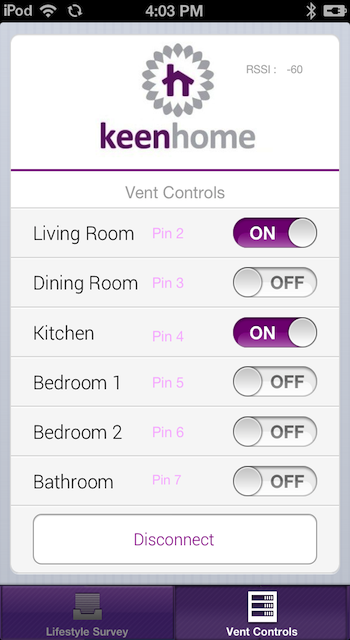 iPod 4:03 PM
RSSI : -60
keenhome
Vent Controls
Living Room Pin 2 ON
Dining Room Pin 3 OFF
Kitchen Pin 4 ON
Bedroom 1 Pin 5 OFF
Bedroom 2 Pin 6 OFF
Bathroom Pin 7 OFF
Disconnect
Lifestyle Survey Vent Controls